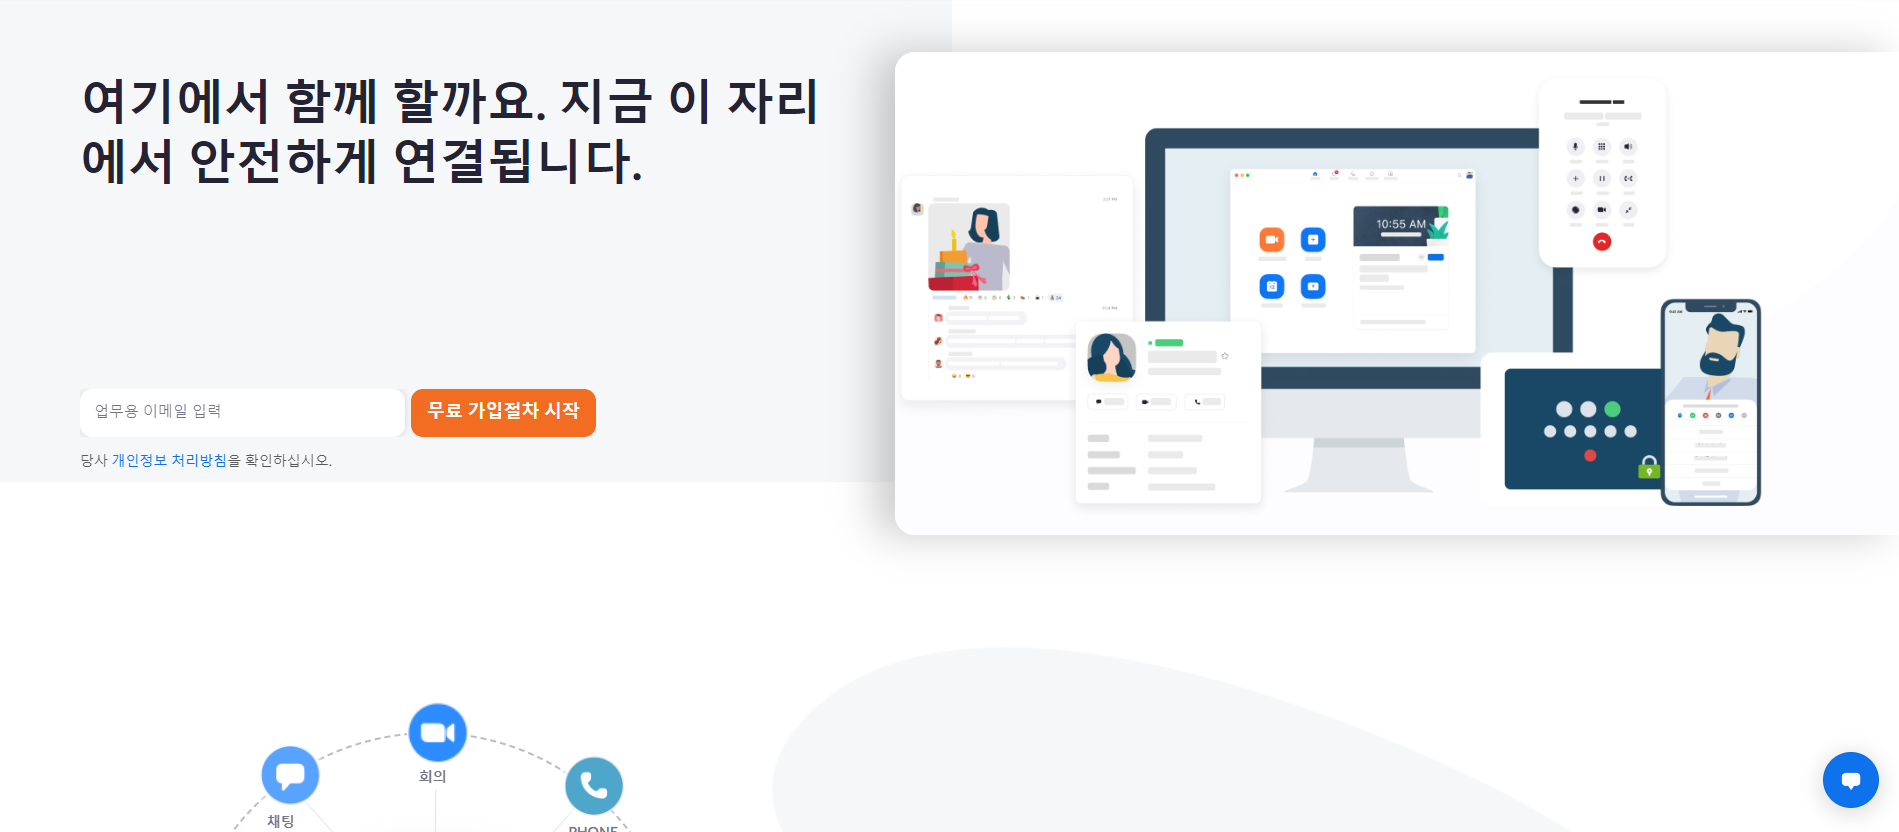 여기에서 함께 할까요. 지금 이 자리
에서 안전하게 연결됩니다.
업무용 이메일 입력
무료 가입절차 시작
당사 개인정보 처리방침을 확인하십시오.
10:55 AM
회의
채팅
PHONE